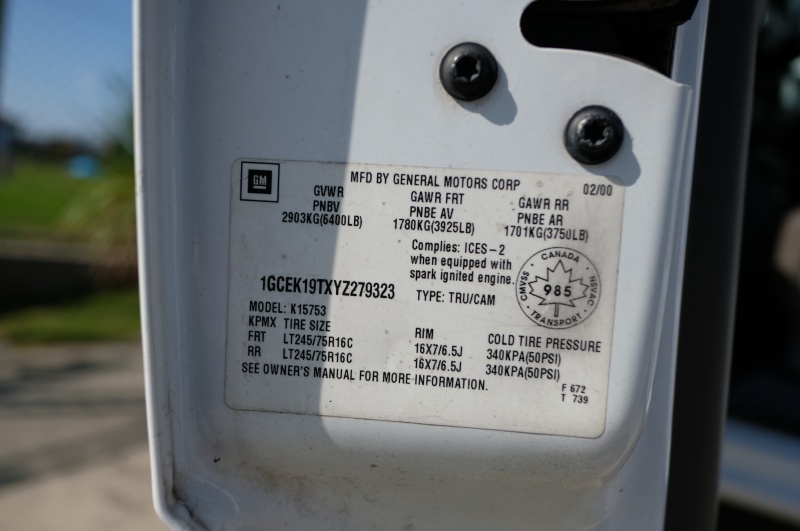 GM
MFD BY GENERAL MOTORS CORP 02/00
GVWR GAWR FRT GAWR RR
PNBV PNBE AV PNBE AR
2903KG(6400LB) 1780KG(3925LB) 1701KG(3750LB)
Complies: ICES-2
when equipped with
spark ignited engine.
CANADA
CMVSS 985 NSVAC
TRANSPORT
1GCEK19TXYZ279323 TYPE: TRU/CAM
MODEL: K15753
KPMX TIRE SIZE RIM COLD TIRE PRESSURE
FRT LT245/75R16C 16X7/6.5J 340KPA(50PSI)
RR LT245/75R16C 16X7/6.5J 340KPA(50PSI)
SEE OWNER'S MANUAL FOR MORE INFORMATION.
F 672
T 739